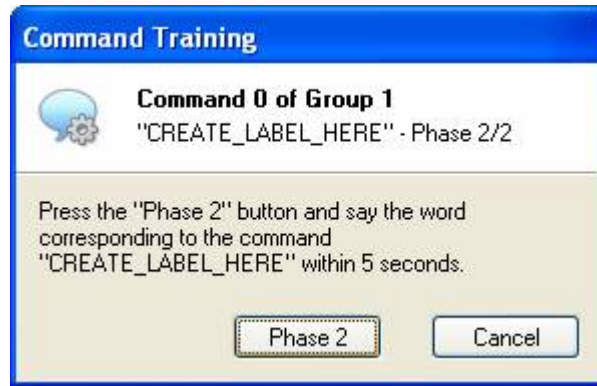 Command Training
Command 0 of Group 1
"CREATE_LABEL_HERE" - Phase 2/2
Press the "Phase 2" button and say the word
corresponding to the command
"CREATE_LABEL_HERE" within 5 seconds.
Phase 2 Cancel